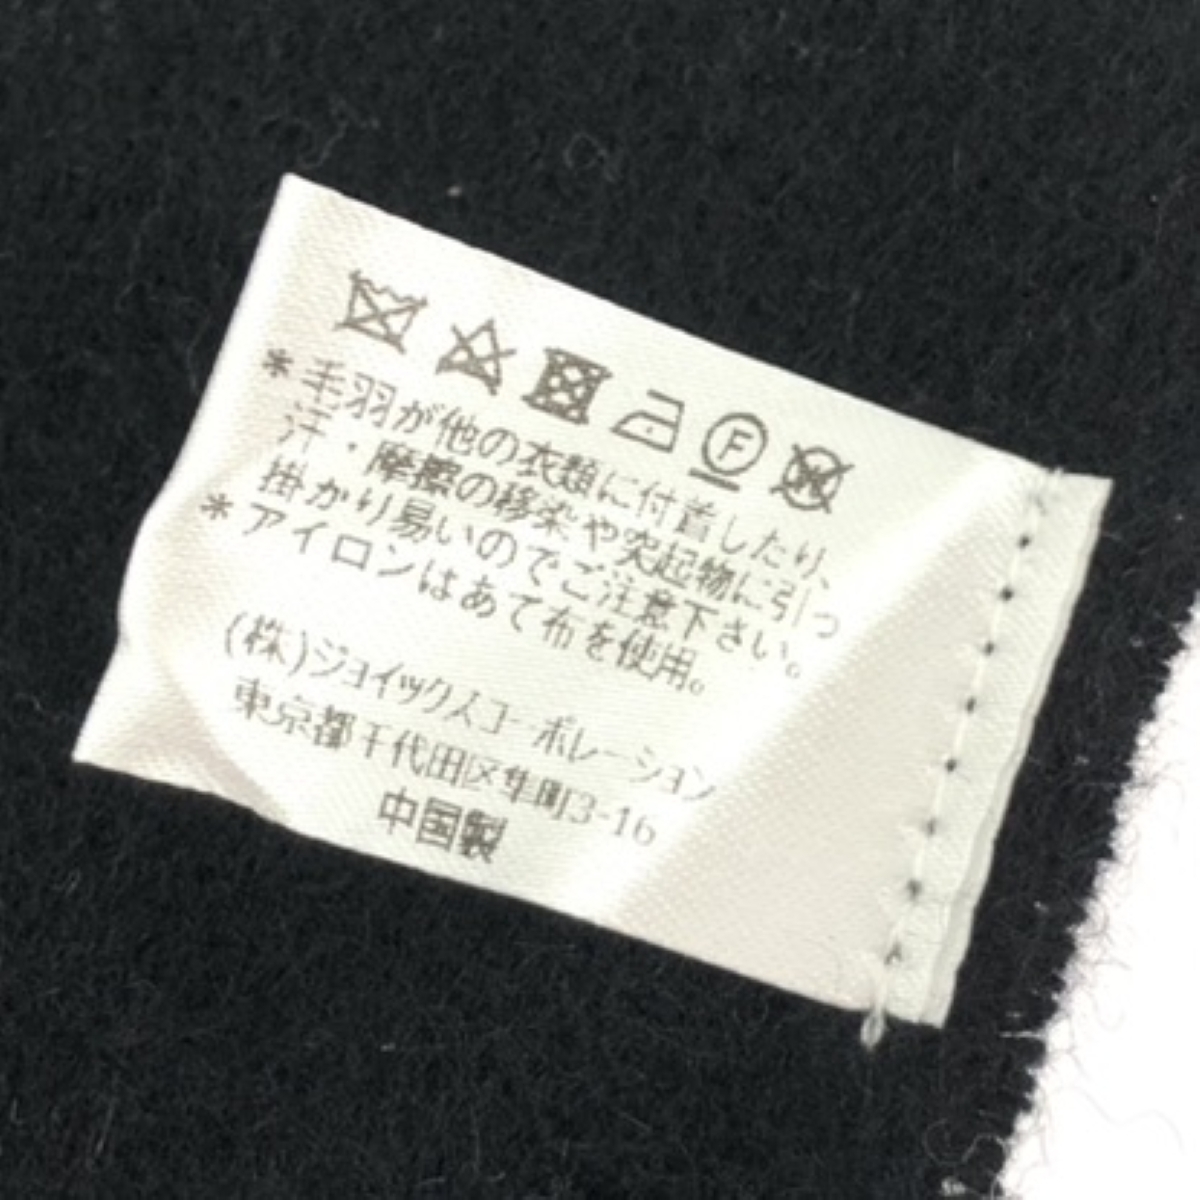 F W
*毛羽が他の衣類に付着したり、
汗・摩擦の移染や突起物に引っ
掛かり易いのでご注意下さい。
*アイロンはあて布を使用。
(株)ジョイックスコーポレーション
東京都千代田区隼町3-16
中国製